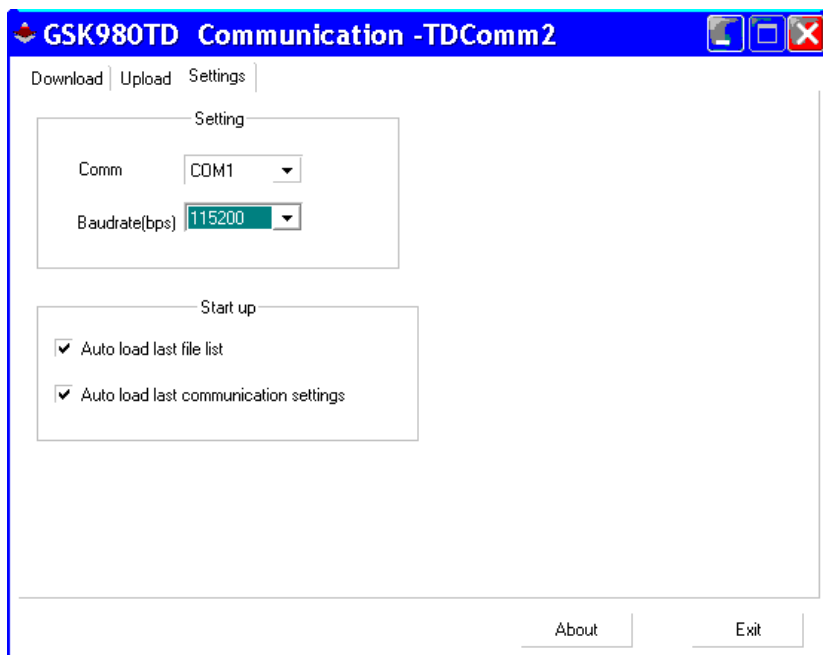 GSK980TD Communication -TDComm2
Download Upload Settings
Setting
Comm COM1
Baudrate(bps) 115200
Start up
Auto load last file list
Auto load last communication settings
About Exit